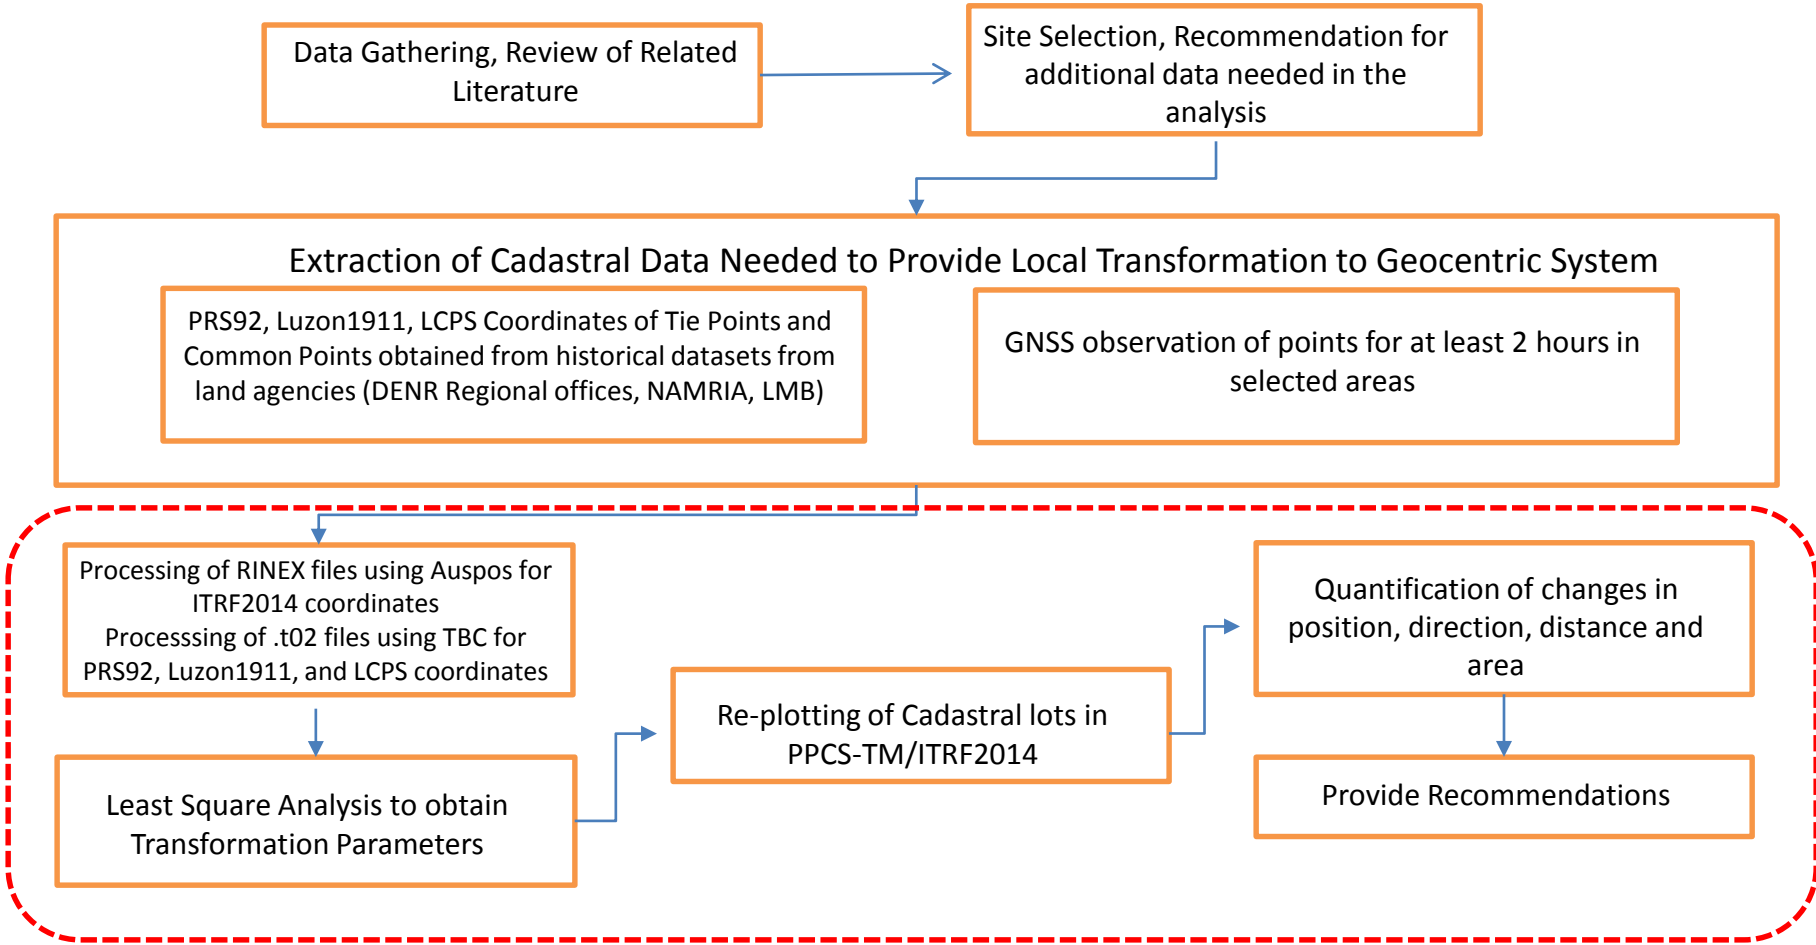 Data Gathering, Review of Related
Literature
Site Selection, Recommendation for
additional data needed in the
analysis
Extraction of Cadastral Data Needed to Provide Local Transformation to Geocentric System
PRS92, Luzon1911, LCPS Coordinates of Tie Points and
Common Points obtained from historical datasets from
land agencies (DENR Regional offices, NAMRIA, LMB)
GNSS observation of points for at least 2 hours in
selected areas
Processing of RINEX files using Auspos for
ITRF2014 coordinates
Processsing of .t02 files using TBC for
PRS92, Luzon1911, and LCPS coordinates
Least Square Analysis to obtain
Transformation Parameters
Re-plotting of Cadastral lots in
PPCS-TM/ITRF2014
Quantification of changes in
position, direction, distance and
area
Provide Recommendations